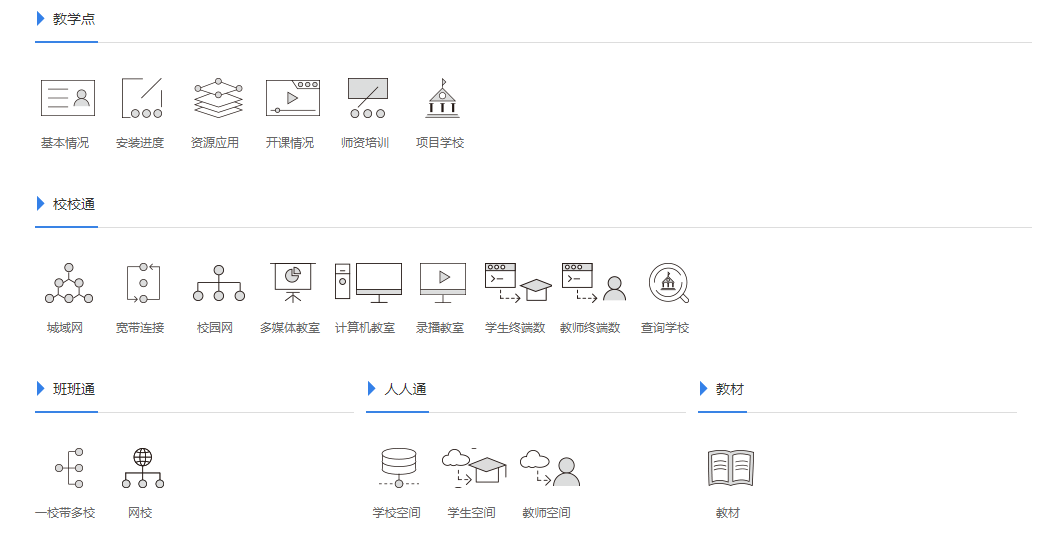 教学点
基本情况 安装进度 资源应用 开课情况 师资培训 项目学校
校校通
城域网 宽带连接 校园网 多媒体教室 计算机教室 录播教室 学生终端数 教师终端数 查询学校
班班通 人人通 教材
一校带多校 网校 学校空间 学生空间 教师空间 教材